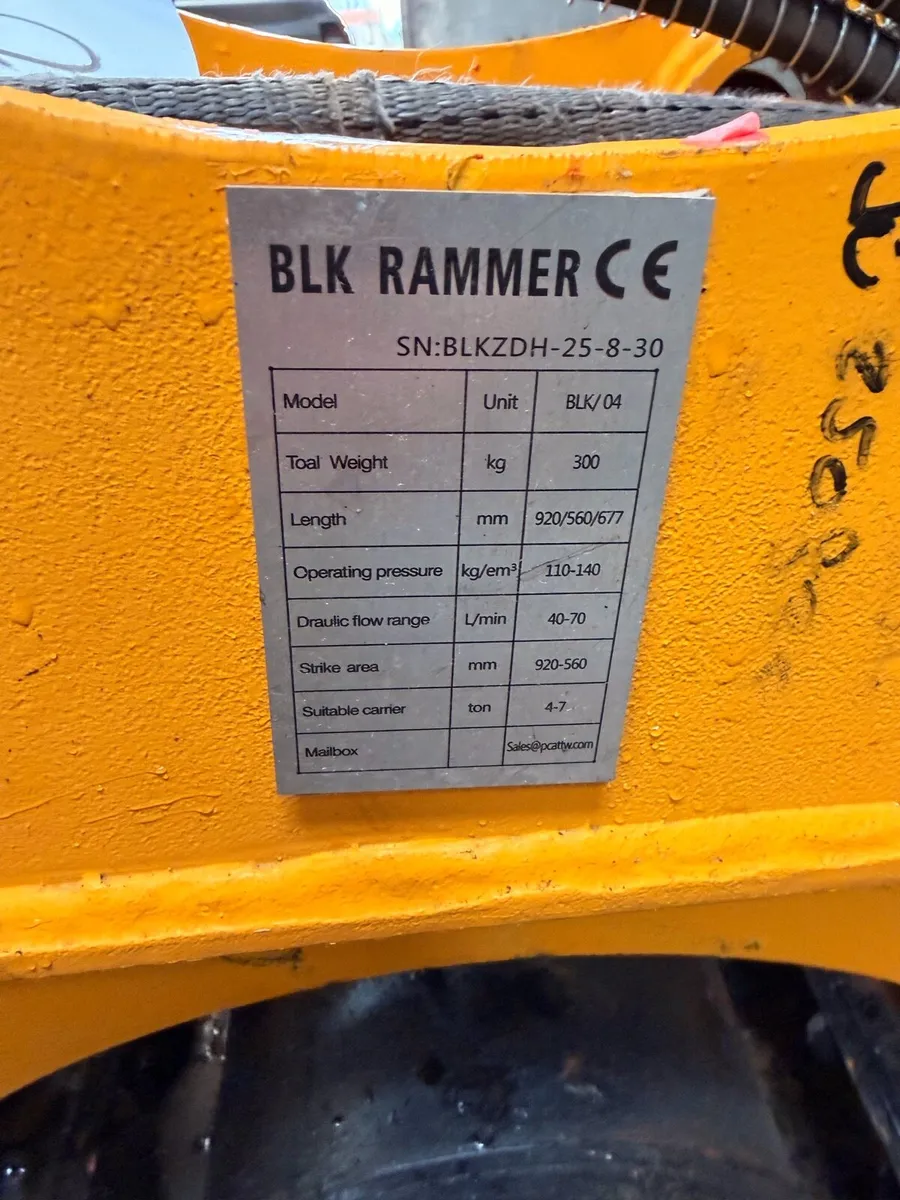 BLK RAMMER CE
SN:BLKZDH-25-8-30
Model Unit BLK/04
Toal Weight kg 300
Length mm 920/560/677
Operating pressure kg/em³ 110-140
Draulic flow range L/min 40-70
Strike area mm 920-560
Suitable carrier ton 4-7
Mailbox Sales@pcattw.com